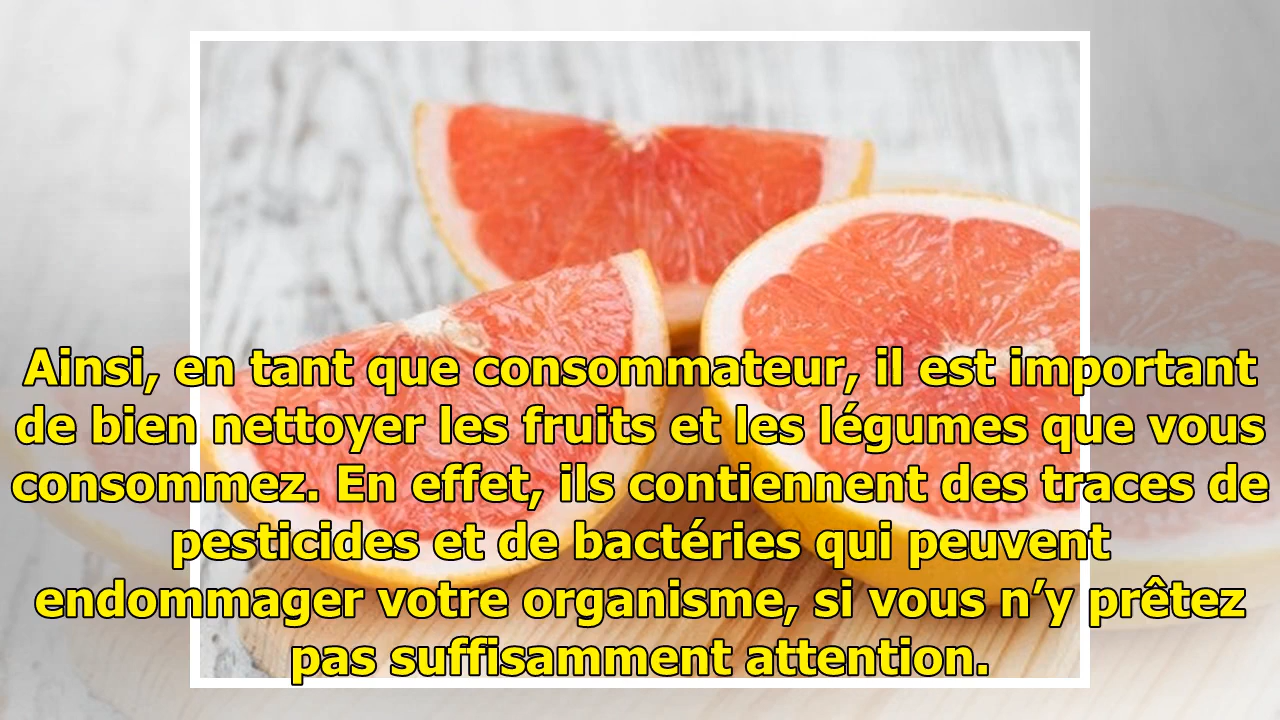 Ainsi, en tant que consommateur, il est important
de bien nettoyer les fruits et les légumes que vous
consommez. En effet, ils contiennent des traces de
pesticides et de bactéries qui peuvent
endommager votre organisme, si vous n’y prêtez
pas suffisamment attention.